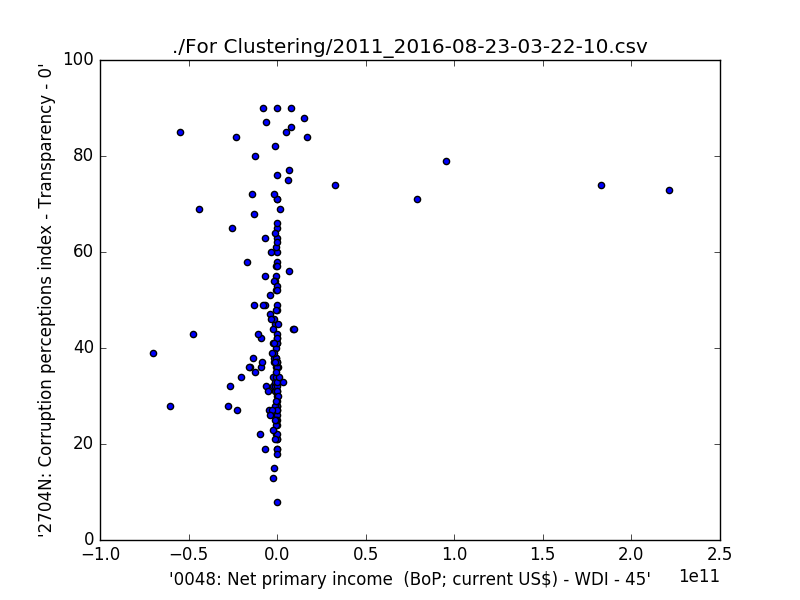 ./For Clustering/2011_2016-08-23-03-22-10.csv
100
80
60
40
20
0
'2704N: Corruption perceptions index - Transparency - 0'
−1.0 −0.5 0.0 0.5 1.0 1.5 2.0 2.5
1e11
'0048: Net primary income  (BoP; current US$) - WDI - 45'